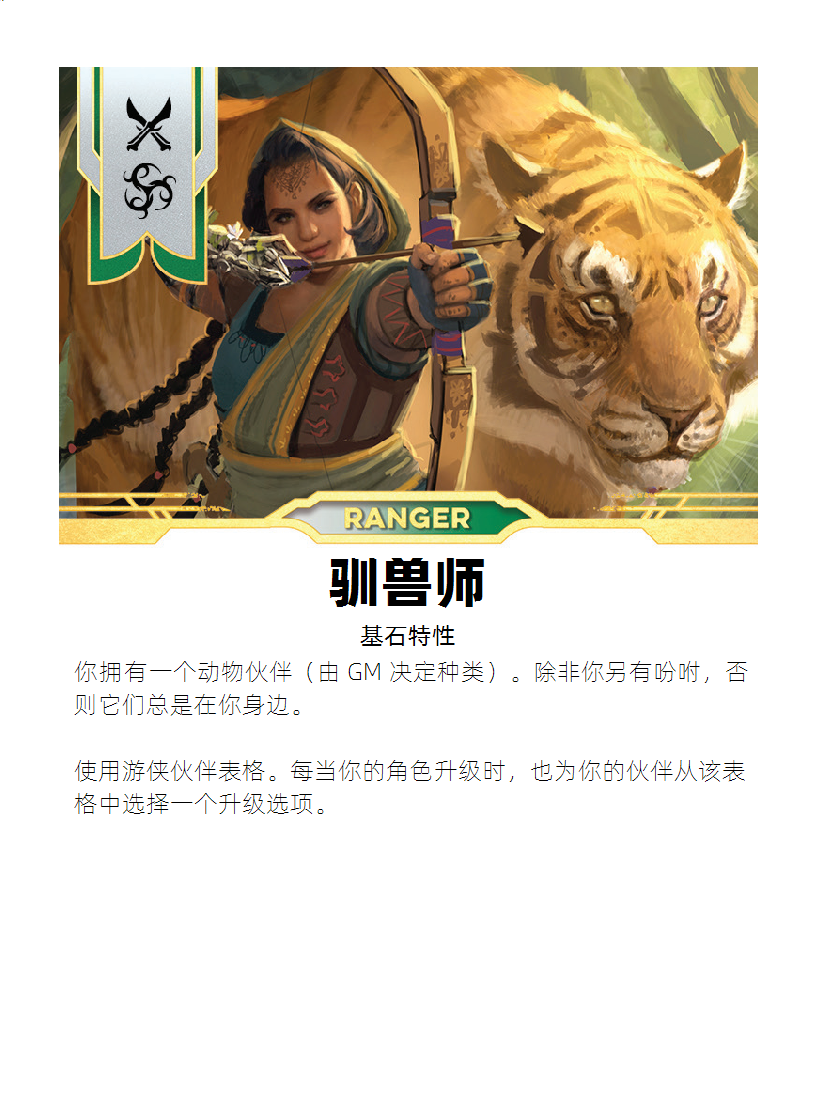 RANGER
驯兽师
基石特性
你拥有一个动物伙伴（由 GM 决定种类）。除非你另有吩咐，否
则它们总是在你身边。
使用游侠伙伴表格。每当你的角色升级时，也为你的伙伴从该表
格中选择一个升级选项。